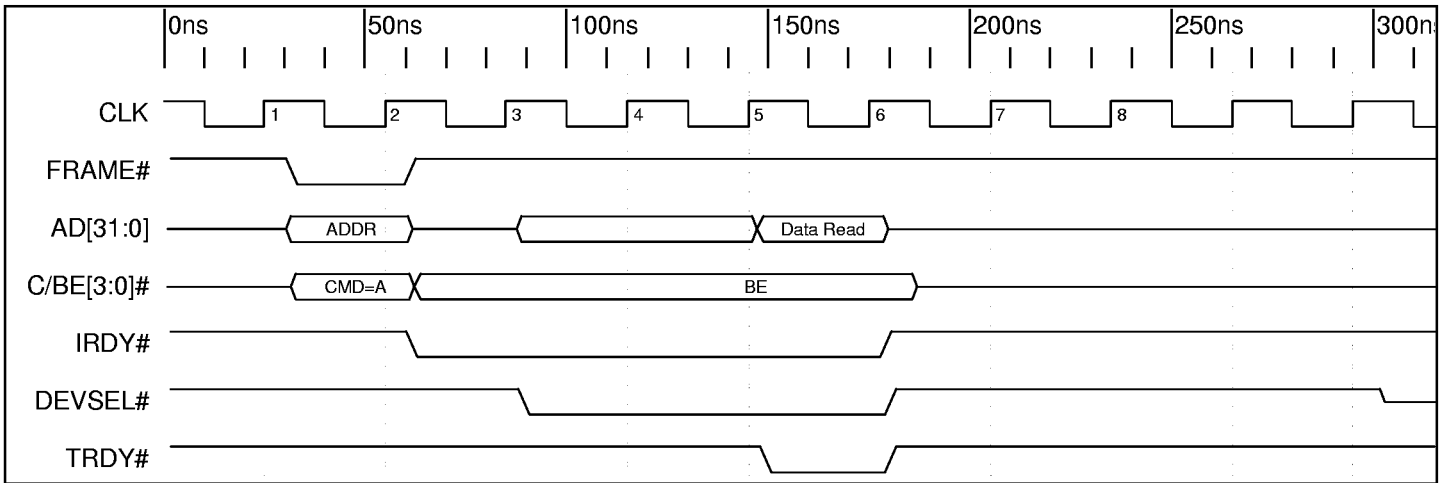 0ns 50ns 100ns 150ns 200ns 250ns 300n
CLK 1 2 3 4 5 6 7 8
FRAME#
AD[31:0] ADDR Data Read
C/BE[3:0]# CMD=A BE
IRDY#
DEVSEL#
TRDY#